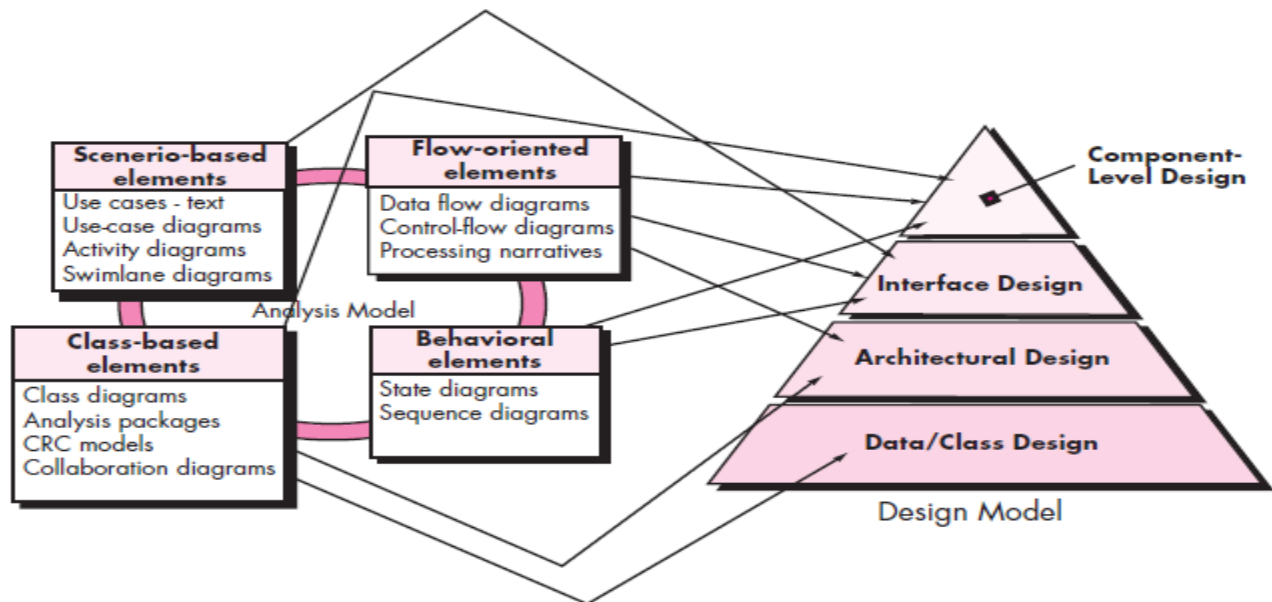 Scenerio-based
elements
Use cases - text
Use-case diagrams
Activity diagrams
Swimlane diagrams
Flow-oriented
elements
Data flow diagrams
Control-flow diagrams
Processing narratives
Analysis Model
Class-based
elements
Class diagrams
Analysis packages
CRC models
Collaboration diagrams
Behavioral
elements
State diagrams
Sequence diagrams
Component-
Level Design
Interface Design
Architectural Design
Data/Class Design
Design Model